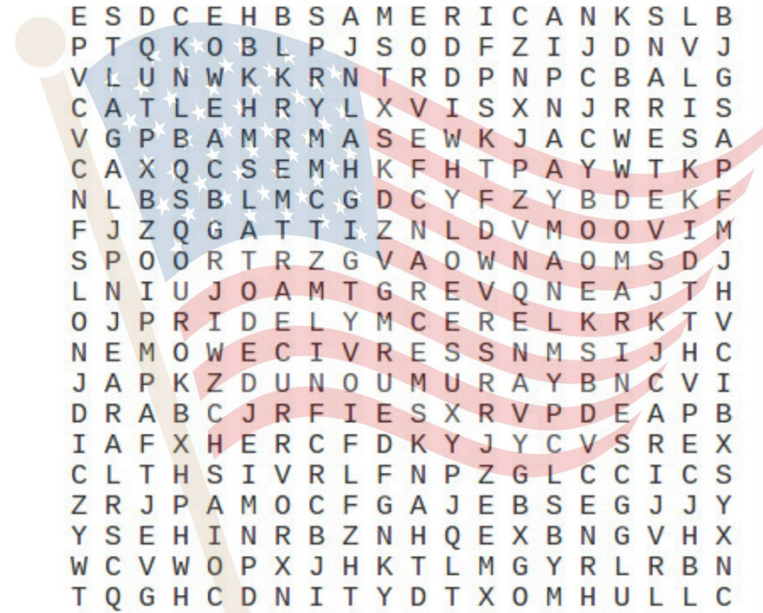 E S D C E H B S A M E R I C A N K S L B
P T Q K O B L P J S O D F Z I J D N V J
V L U N W K K R N T R D P N P C B A L G
C A T L E H R Y L X V I S X N J R R I S
V G P B A M R M A S E W K J A C W E S A
C A X Q C S E M H K F H T P A Y W T K P
N L B S B L M C G D C Y F Z Y B D E K F
F J Z Q G A T T I Z N L D V M O O V I M
S P O O R T R Z G V A O W N A O M S D J
L N I U J O A M T G R E V Q N E A J T H
O J P R I D E L Y M C E R E L K R K T V
N E M O W E C I V R E S S N M S I J H C
J A P K Z D U N O U M U R A Y B N C V I
D R A B C J R F I E S X R V P D E A P B
I A F X H E R C F D K Y J Y C V S R E X
C L T H S I V R L F N P Z G L C C I C S
Z R J P A M O C F G A J E B S E G J J Y
Y S E H I N R B Z N H Q E X B N G V H X
W C V W O P X J H K T L M G Y R L R B N
T Q G H C D N I T Y D T X O M H U L L C